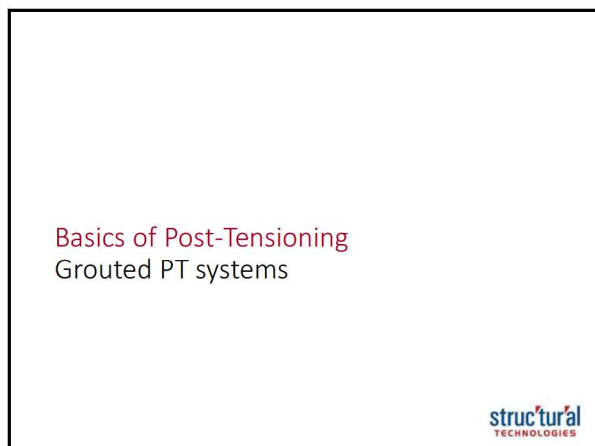 Basics of Post-Tensioning
Grouted PT systems
struc'tur'al
TECHNOLOGIES